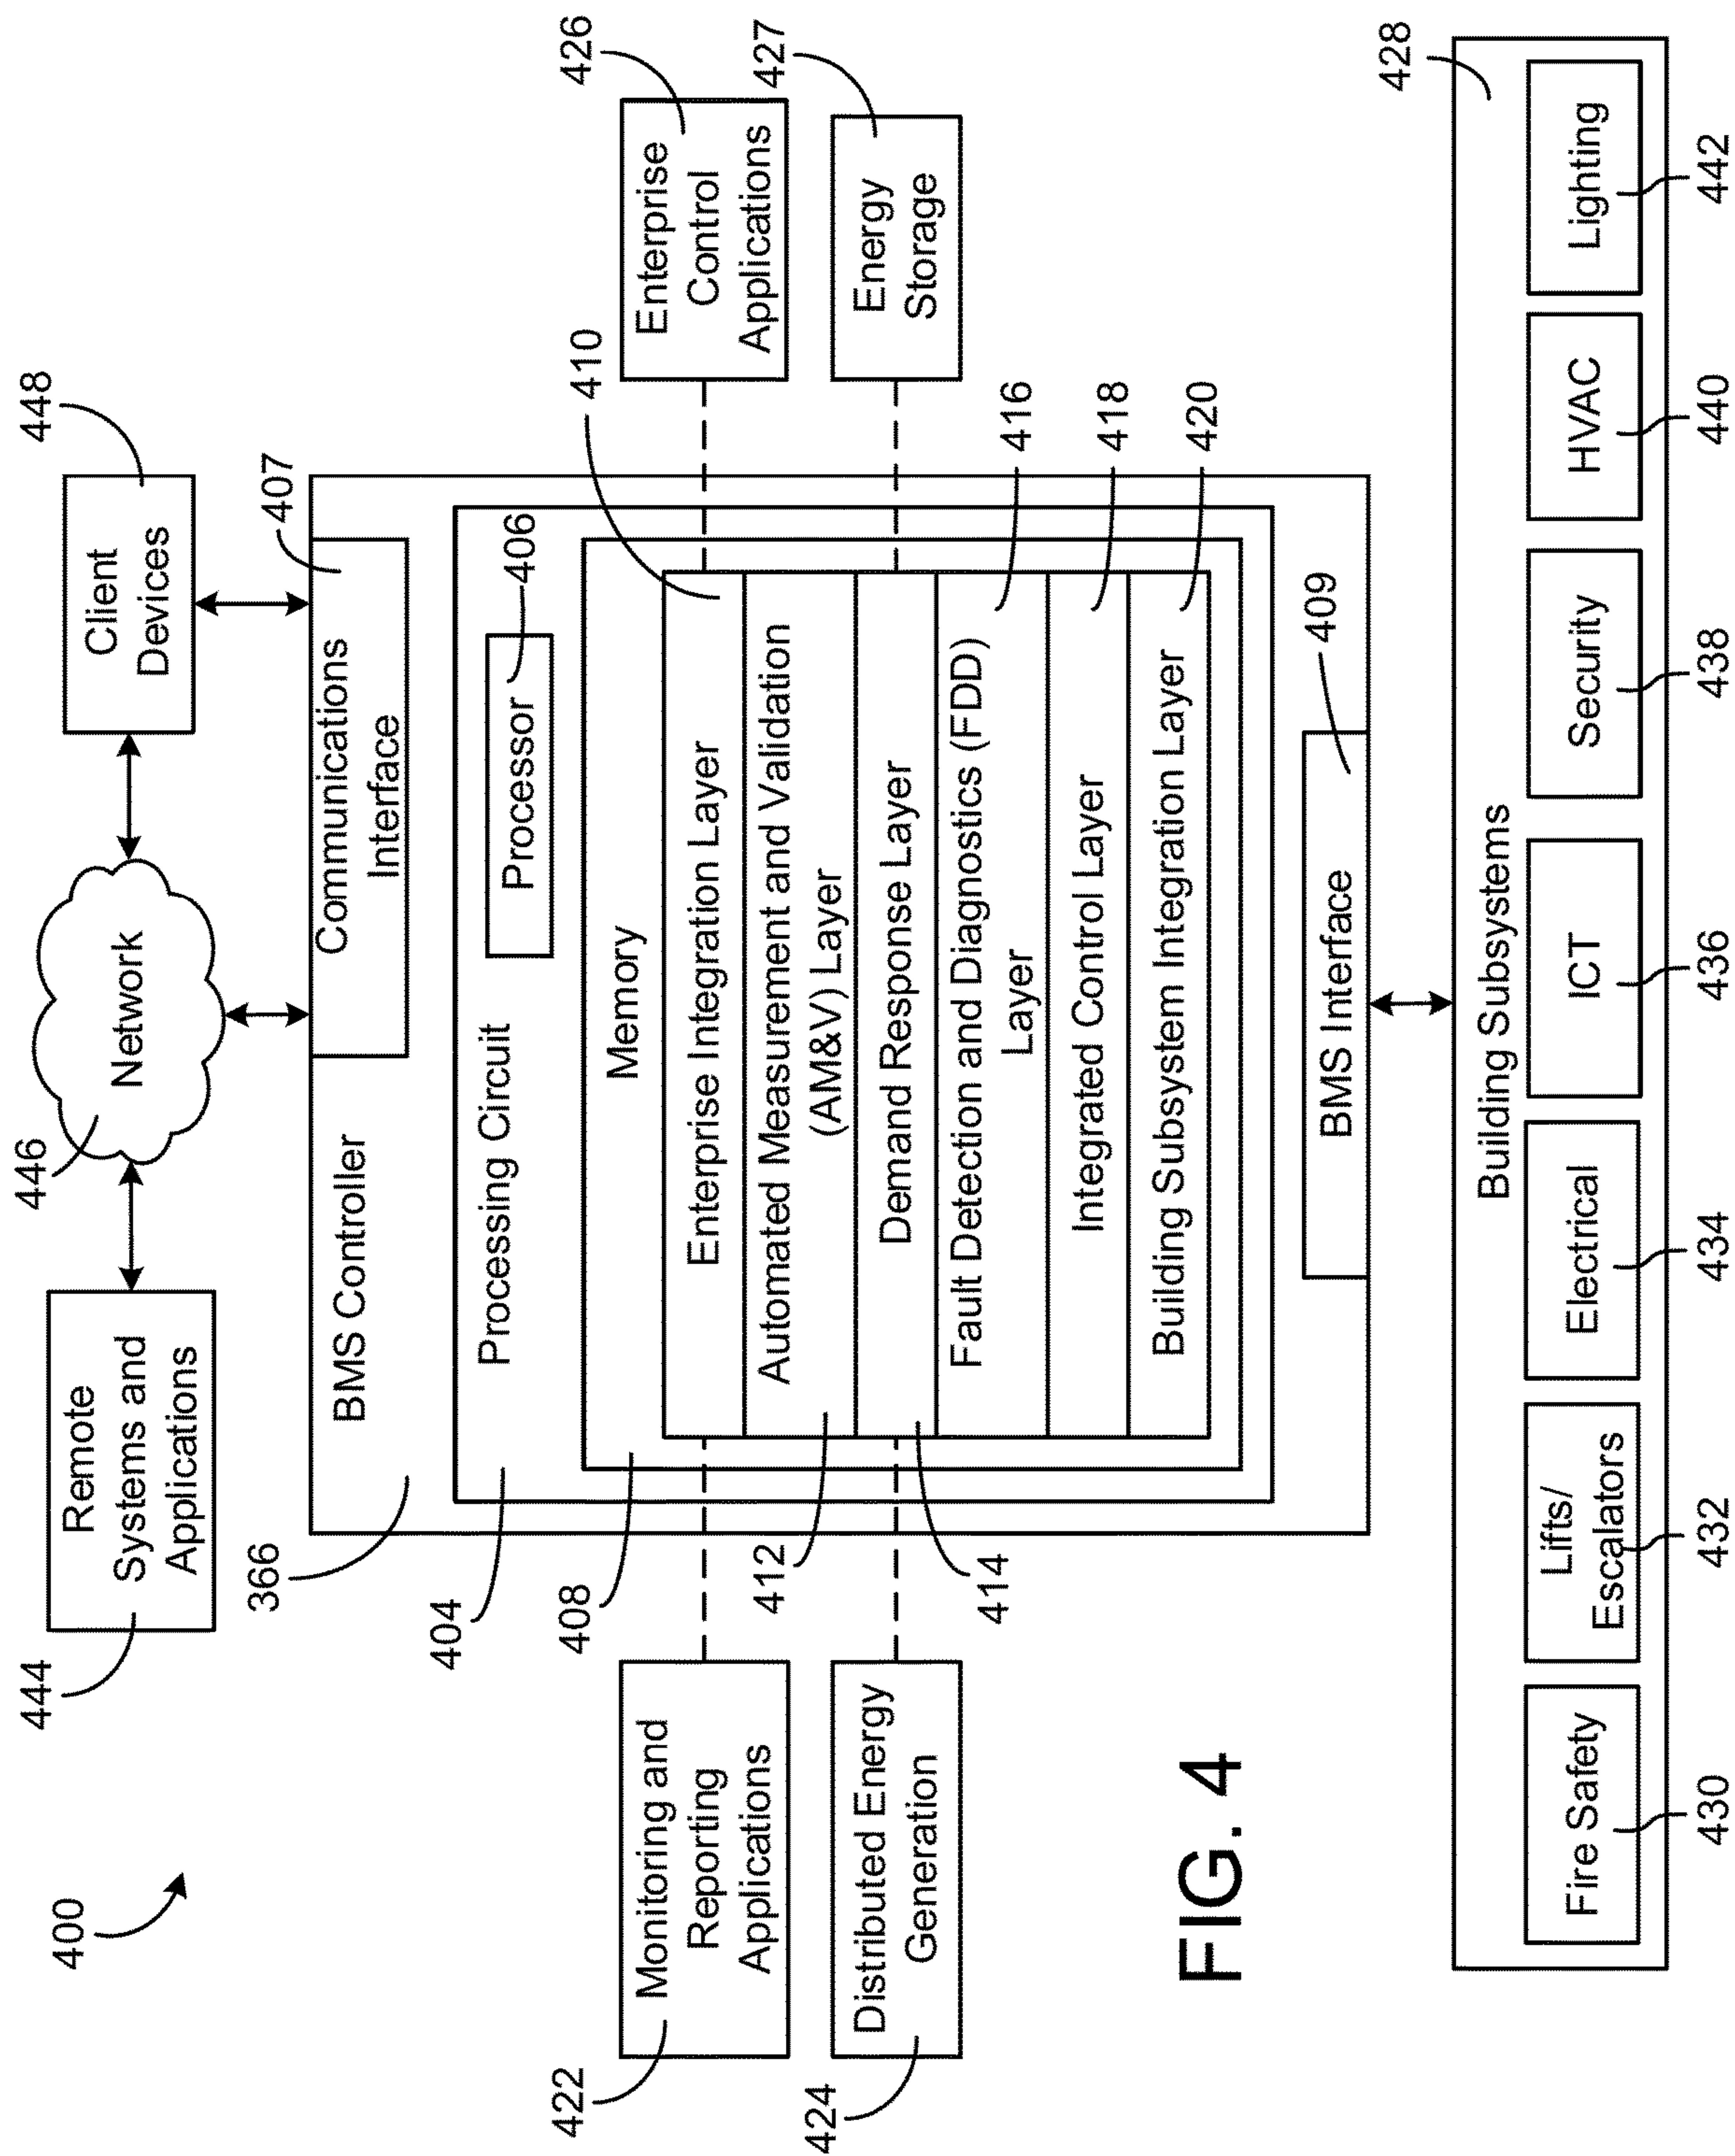 400
444
Remote
Systems and
Applications
446
Network
448
Client
Devices
366
BMS Controller
Communications
Interface
407
404
Processing Circuit
Processor
406
408
Memory
410
Enterprise Integration Layer
Automated Measurement and Validation
(AM&V) Layer
412
Demand Response Layer
414
Fault Detection and Diagnostics (FDD)
Layer
416
Integrated Control Layer
418
Building Subsystem Integration Layer
420
BMS Interface
409
422
Monitoring and
Reporting
Applications
424
Distributed Energy
Generation
426
Enterprise
Control
Applications
427
Energy
Storage
FIG. 4
Building Subsystems
428
Fire Safety
Lifts/
Escalators
Electrical
ICT
Security
HVAC
Lighting
430
432
434
436
438
440
442